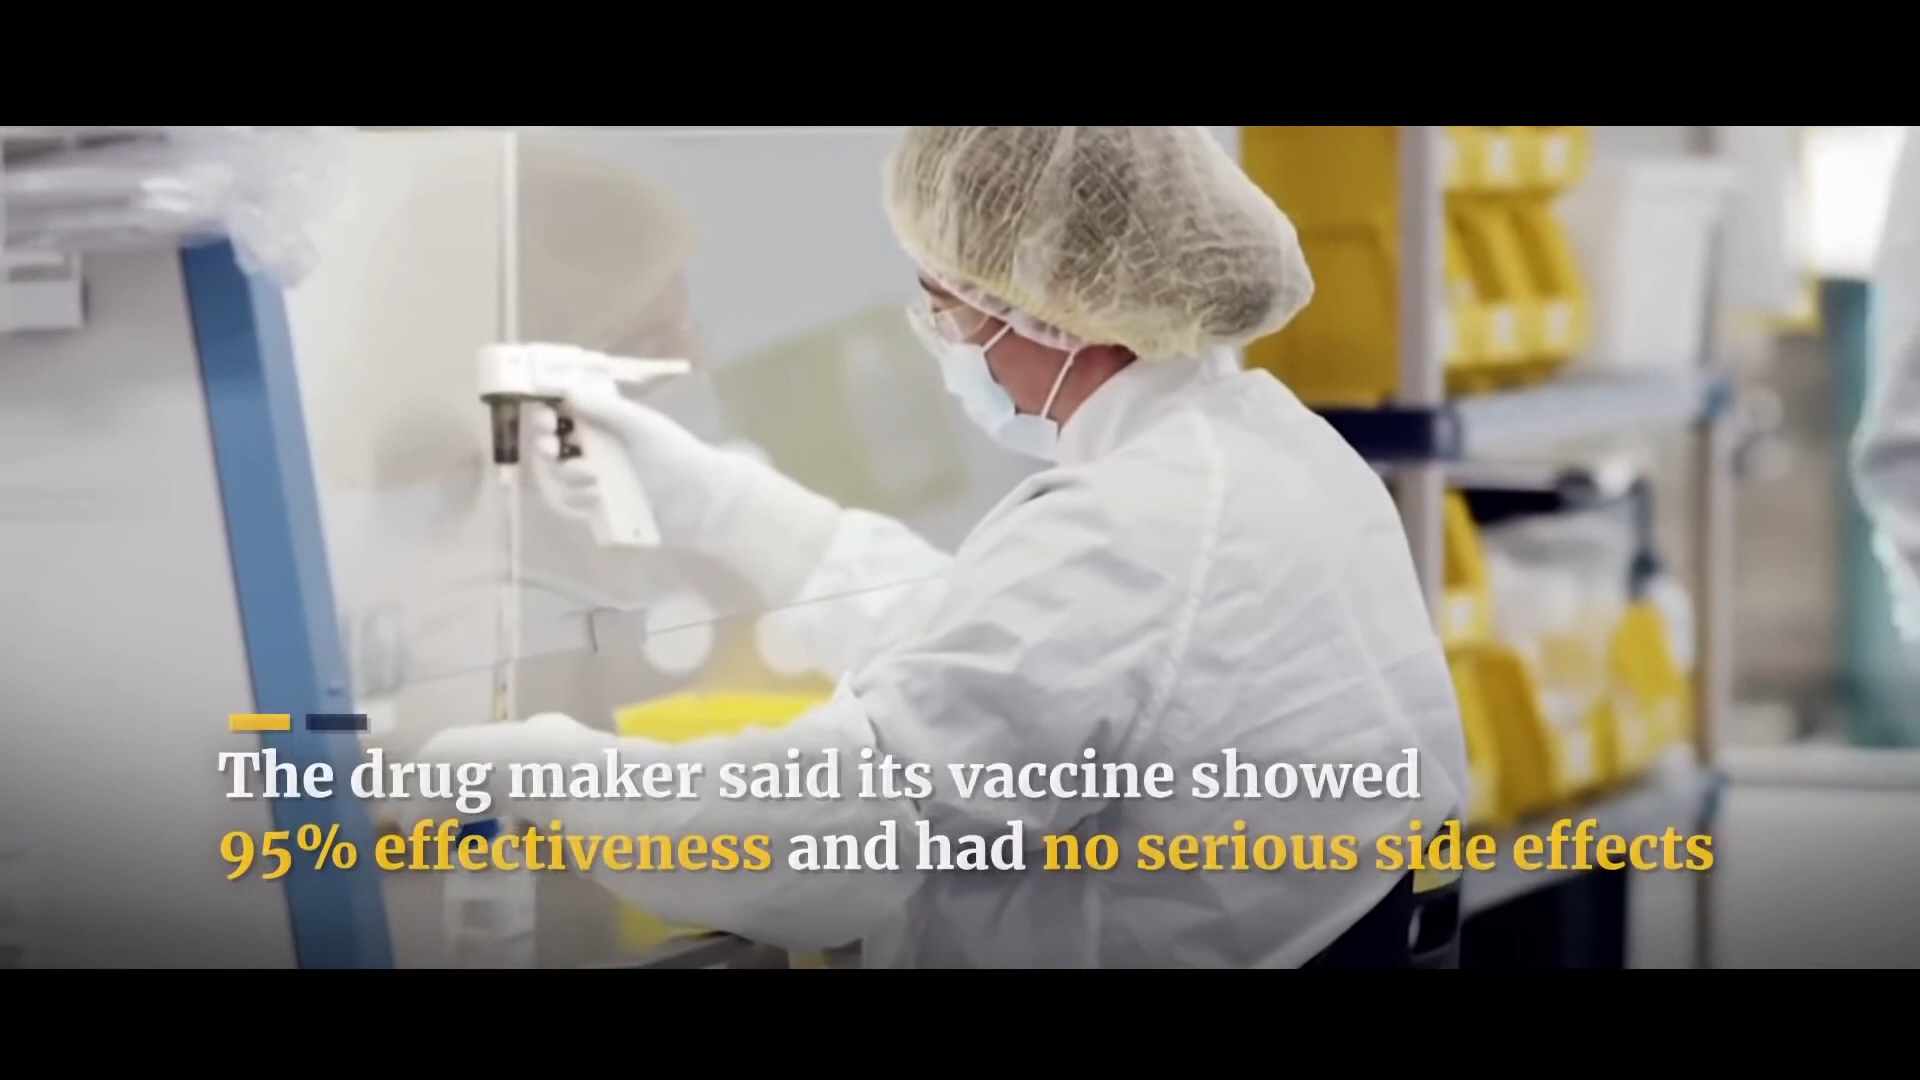 The drug maker said its vaccine showed
95% effectiveness and had no serious side effects